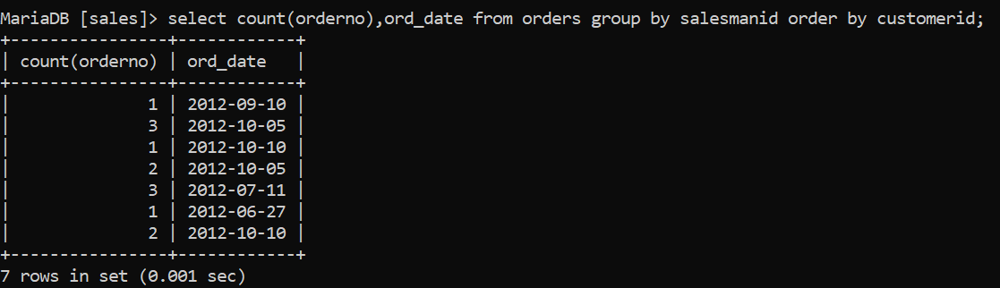 MariaDB [sales]> select count(orderno),ord_date from orders group by salesmanid order by customerid;
+----------------+------------+
| count(orderno) | ord_date   |
+----------------+------------+
|              1 | 2012-09-10 |
|              3 | 2012-10-05 |
|              1 | 2012-10-10 |
|              2 | 2012-10-05 |
|              3 | 2012-07-11 |
|              1 | 2012-06-27 |
|              2 | 2012-10-10 |
+----------------+------------+
7 rows in set (0.001 sec)